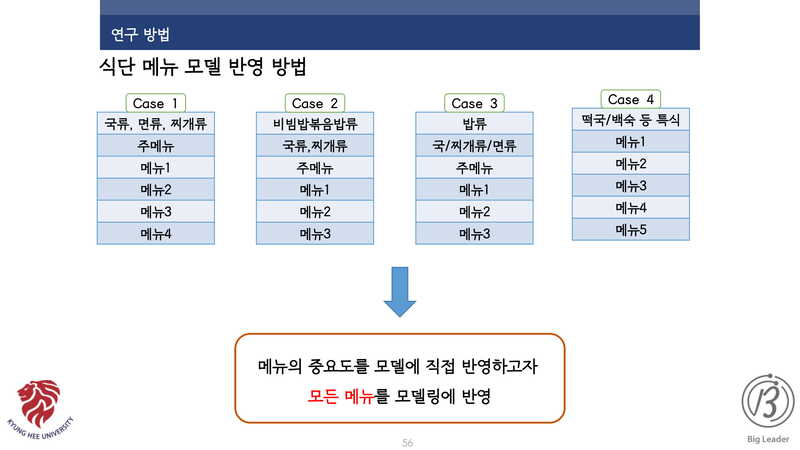 연구 방법
식단 메뉴 모델 반영 방법
Case 1
국류, 면류, 찌개류
주메뉴
메뉴1
메뉴2
메뉴3
메뉴4
Case 2
비빔밥볶음밥류
국류,찌개류
주메뉴
메뉴1
메뉴2
메뉴3
Case 3
밥류
국/찌개류/면류
주메뉴
메뉴1
메뉴2
메뉴3
Case 4
떡국/백숙 등 특식
메뉴1
메뉴2
메뉴3
메뉴4
메뉴5
메뉴의 중요도를 모델에 직접 반영하고자
모든 메뉴를 모델링에 반영
KYUNG HEE UNIVERSITY
56
Big Leader